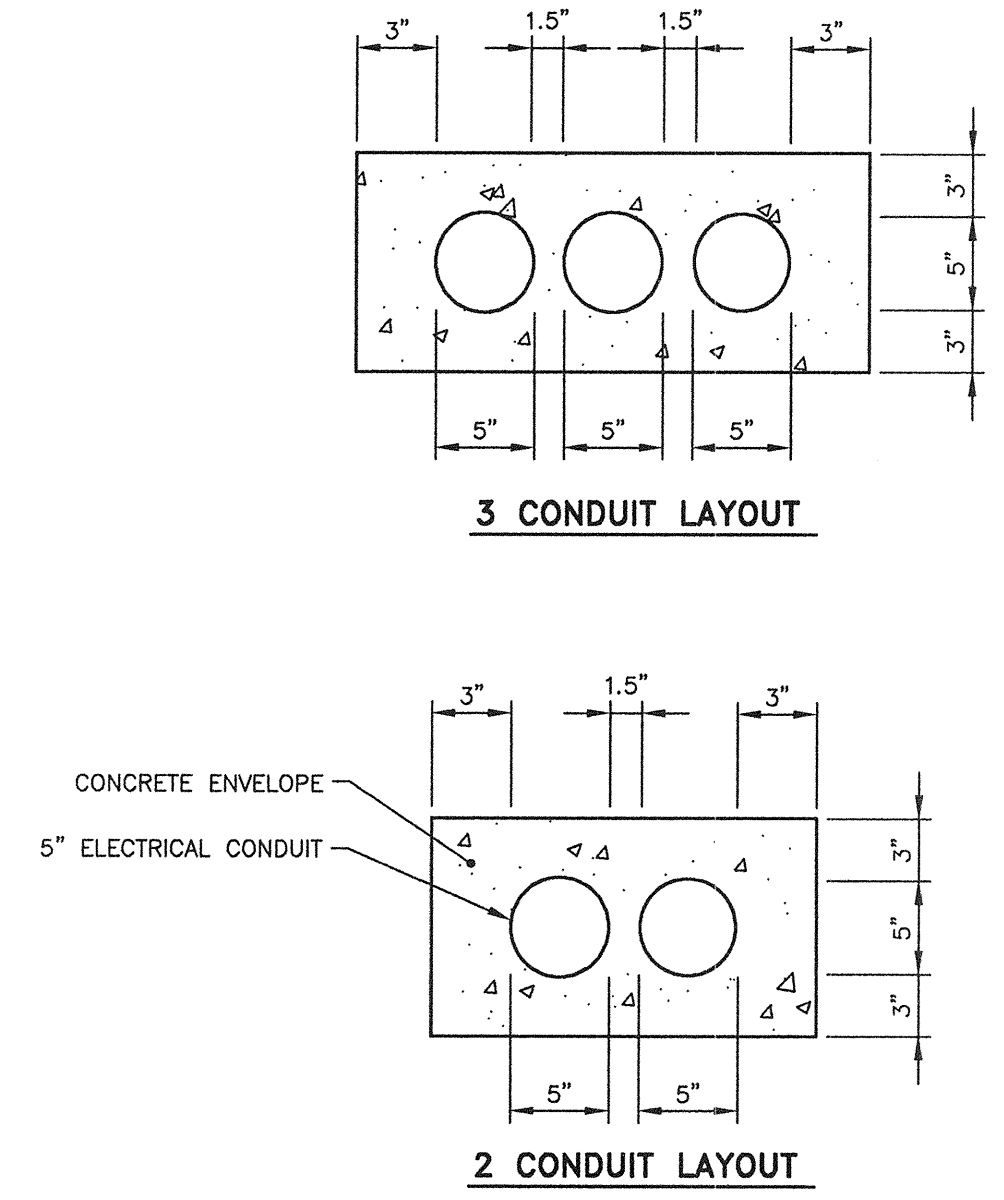 3" 1.5" 1.5" 3"
3"
5"
3"
5" 5" 5"
3 CONDUIT LAYOUT
3" 1.5" 3"
CONCRETE ENVELOPE
5" ELECTRICAL CONDUIT
3"
5"
3"
5" 5"
2 CONDUIT LAYOUT